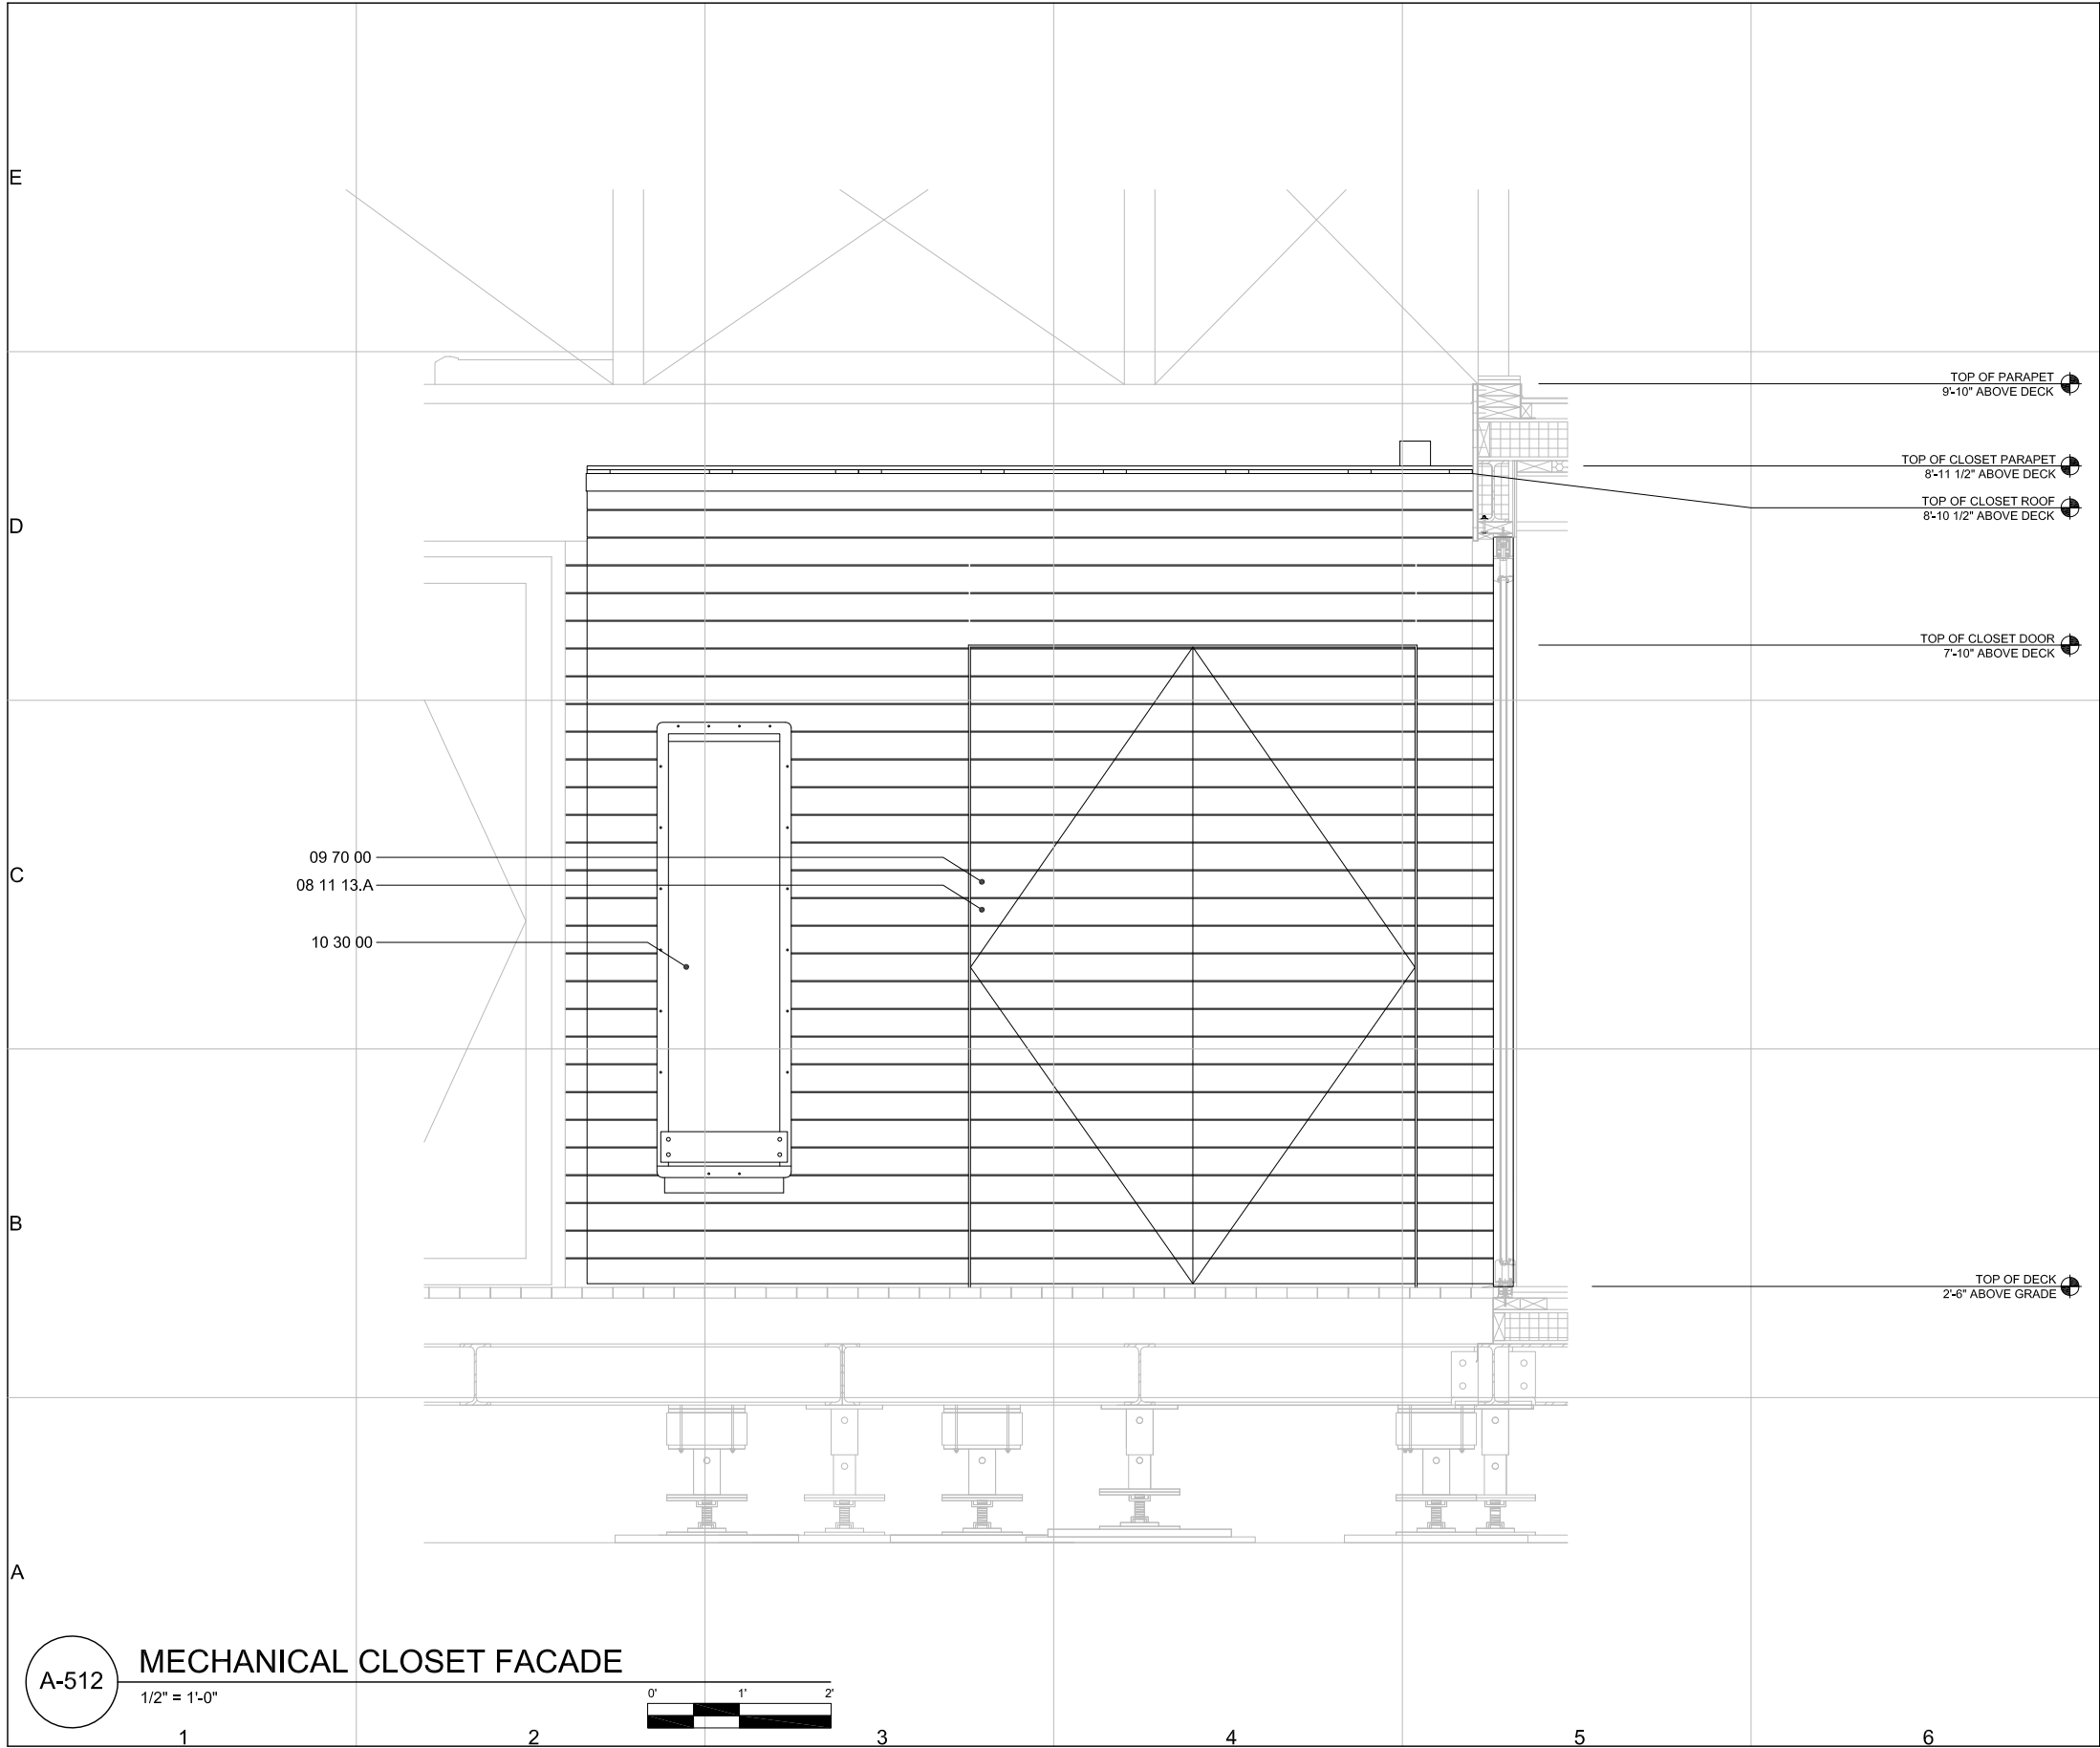 E
TOP OF PARAPET
9'-10" ABOVE DECK
TOP OF CLOSET PARAPET
8'-11 1/2" ABOVE DECK
TOP OF CLOSET ROOF
8'-10 1/2" ABOVE DECK
D
TOP OF CLOSET DOOR
7'-10" ABOVE DECK
09 70 00
C
08 11 13.A
10 30 00
B
TOP OF DECK
2'-6" ABOVE GRADE
A
A-512
MECHANICAL CLOSET FACADE
1/2" = 1'-0"
0' 1' 2'
1 2 3 4 5 6